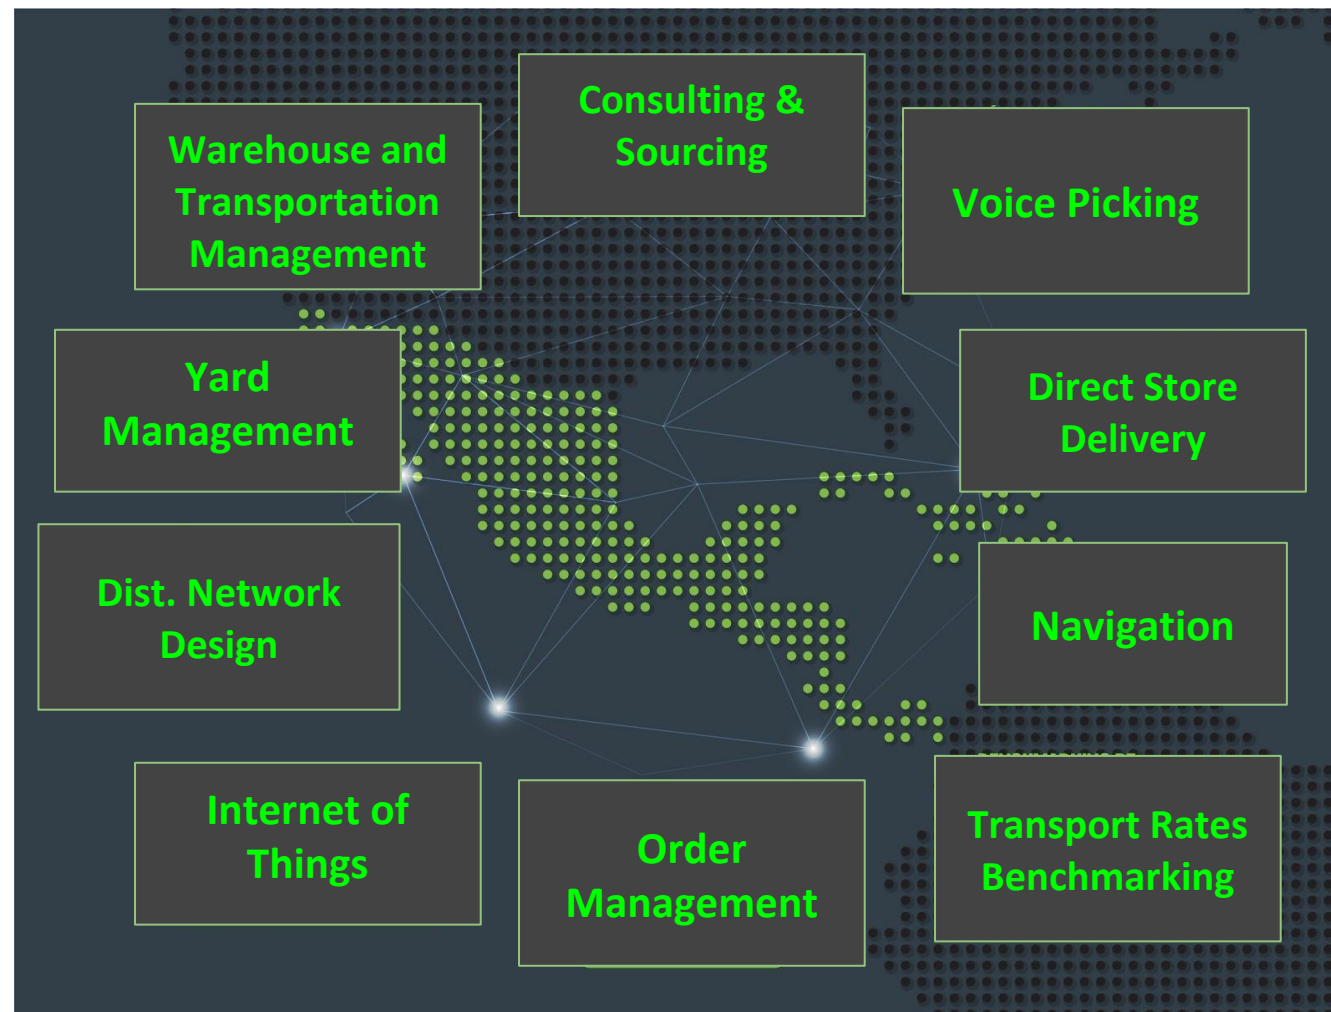 Consulting &
Sourcing
Warehouse and
Transportation
Management
Voice Picking
Yard
Management
Direct Store
Delivery
Dist. Network
Design
Navigation
Internet of
Things
Order
Management
Transport Rates
Benchmarking